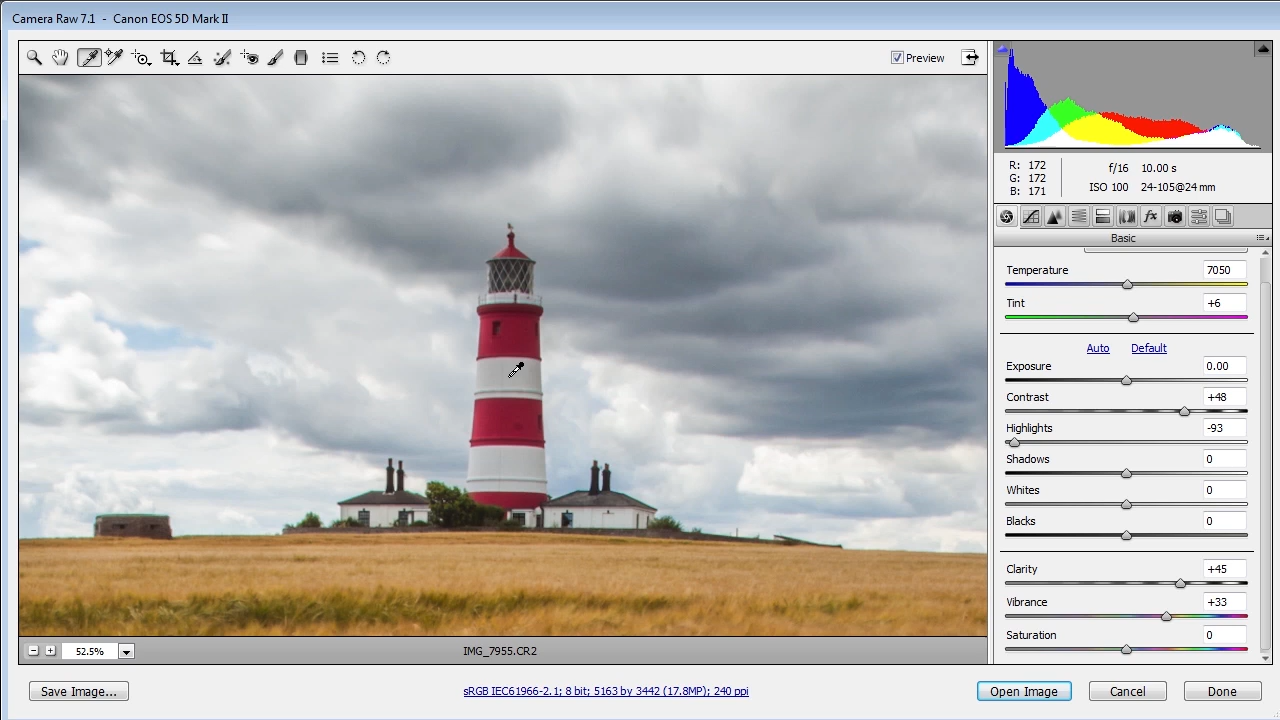 Camera Raw 7.1 - Canon EOS 5D Mark II
Preview
R: 172
G: 172
B: 171
f/16 10.00 s
ISO 100 24-105@24 mm
fx
Basic
Temperature 7050
Tint +6
Auto Default
Exposure 0.00
Contrast +48
Highlights -93
Shadows 0
Whites 0
Blacks 0
Clarity +45
Vibrance +33
Saturation 0
52.5% IMG_7955.CR2
Save Image... sRGB IEC61966-2.1; 8 bit; 5163 by 3442 (17.8MP); 240 ppi Open Image Cancel Done